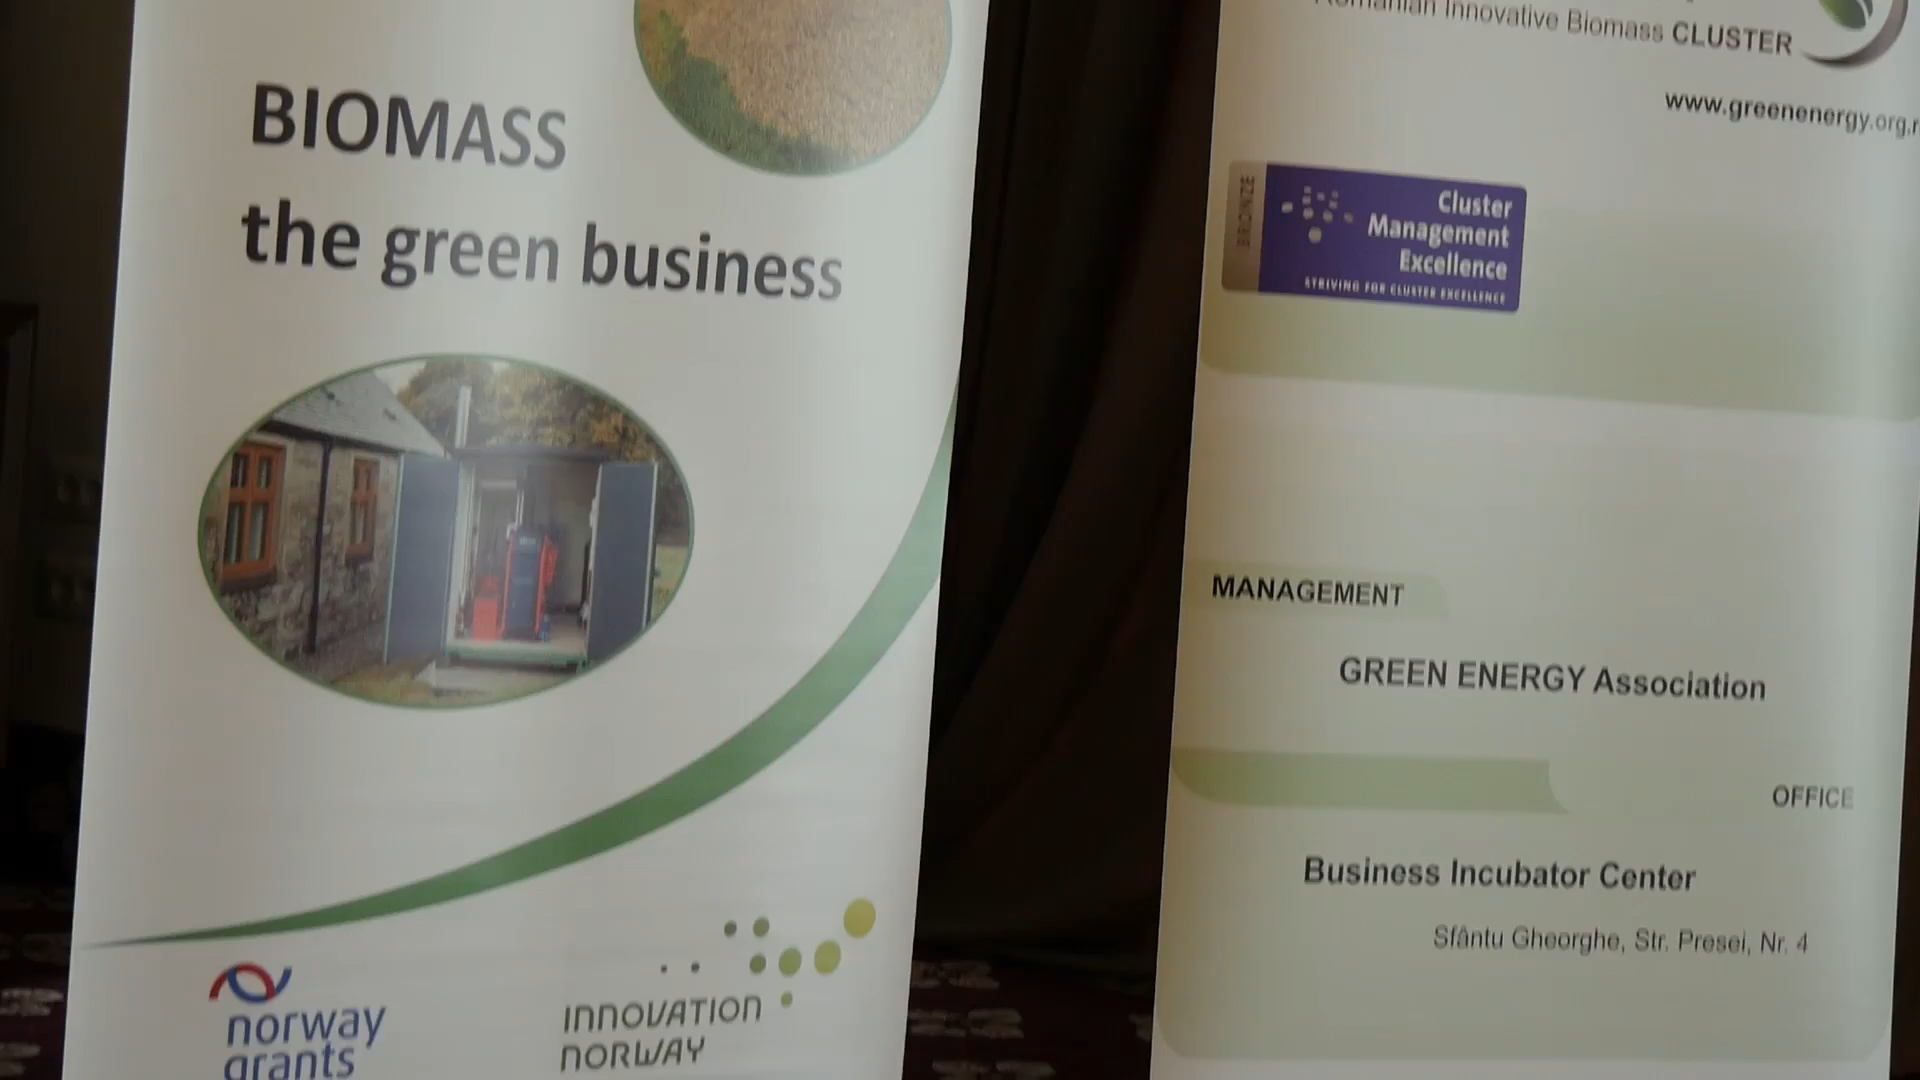 BIOMASS
the green business
norway
grants
INNOVATION
NORWAY
Romanian Innovative Biomass CLUSTER
www.greenenergy.org.r
BRONZE
Cluster
Management
Excellence
STRIVING FOR CLUSTER EXCELLENCE
MANAGEMENT
GREEN ENERGY Association
OFFICE
Business Incubator Center
Sfântu Gheorghe, Str. Presei, Nr. 4